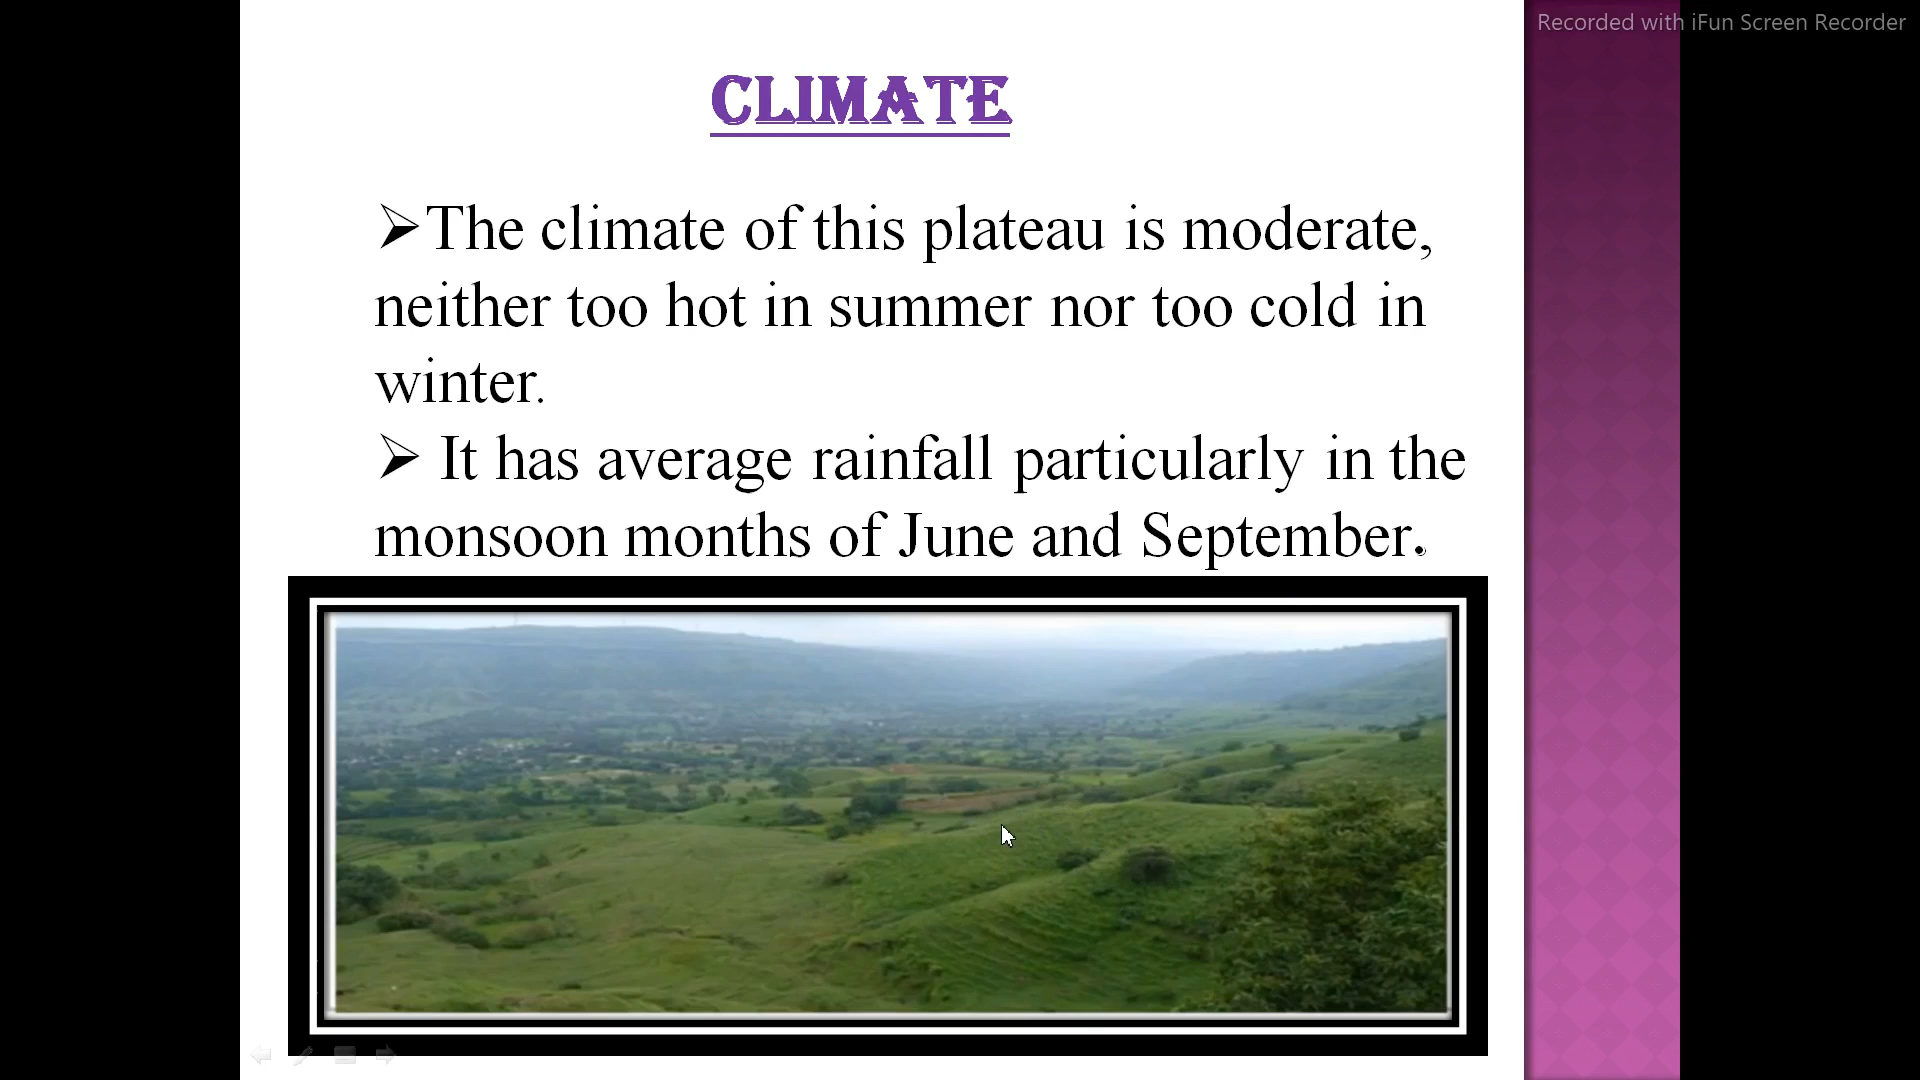 Recorded with iFun Screen Recorder
CLIMATE
➢The climate of this plateau is moderate,
neither too hot in summer nor too cold in
winter.
➢ It has average rainfall particularly in the
monsoon months of June and September.